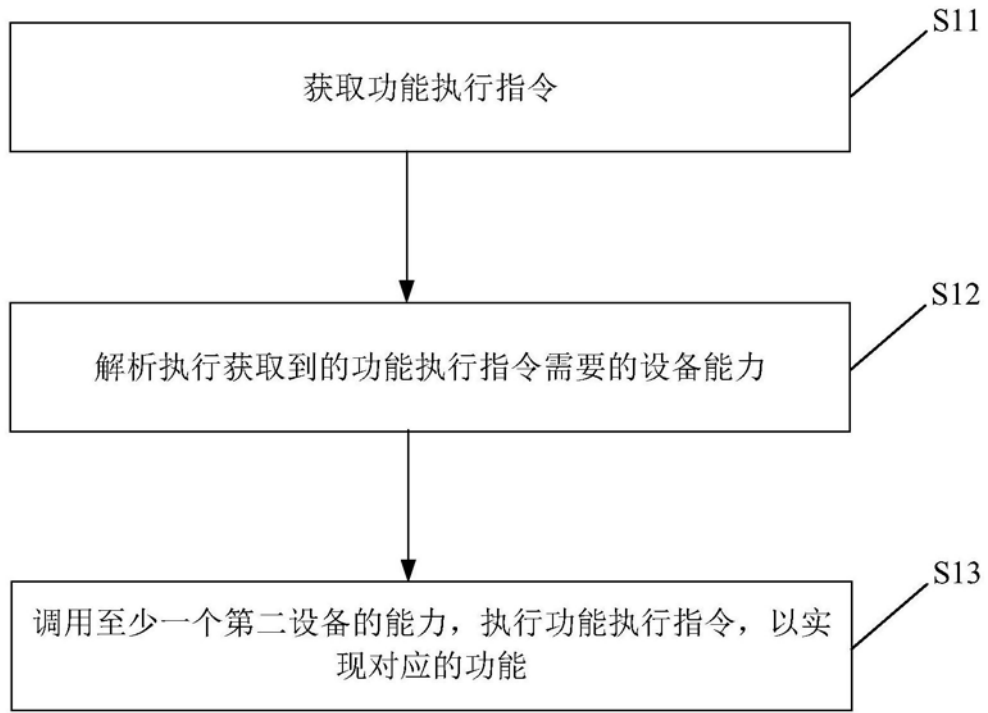 S11
获取功能执行指令
S12
解析执行获取到的功能执行指令需要的设备能力
S13
调用至少一个第二设备的能力，执行功能执行指令，以实
现对应的功能